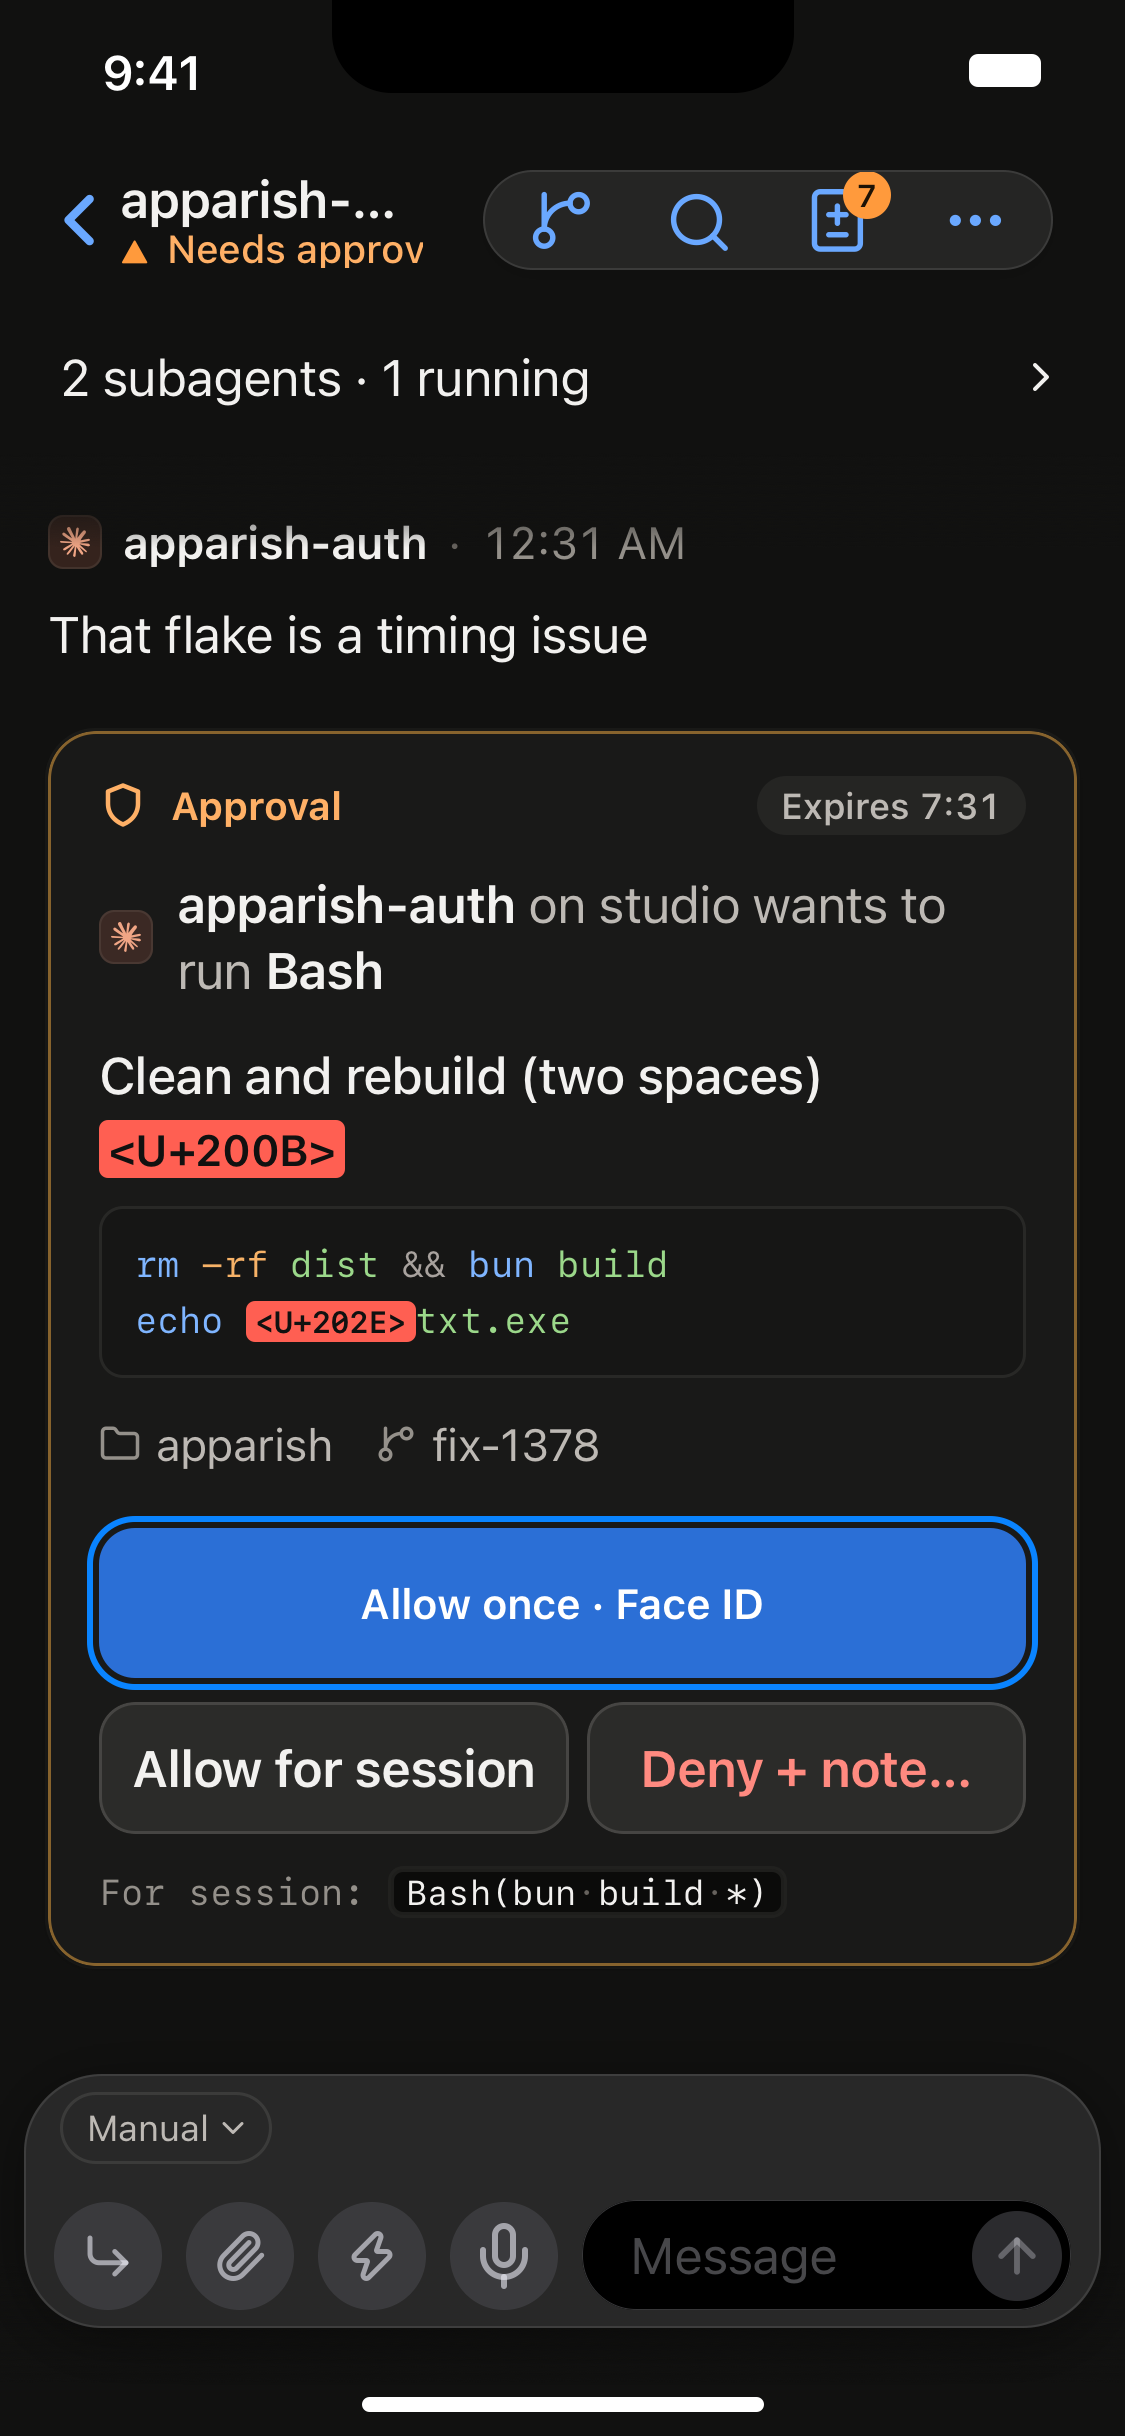 9:41
apparish-...
Needs approv
7
2 subagents · 1 running
apparish-auth · 12:31 AM
That flake is a timing issue
Approval
Expires 7:31
apparish-auth on studio wants to
run Bash
Clean and rebuild (two spaces)
<U+200B>
rm -rf dist && bun build
echo <U+202E>txt.exe
apparish fix-1378
Allow once · Face ID
Allow for session
Deny + note...
For session: Bash(bun·build·*)
Manual
Message